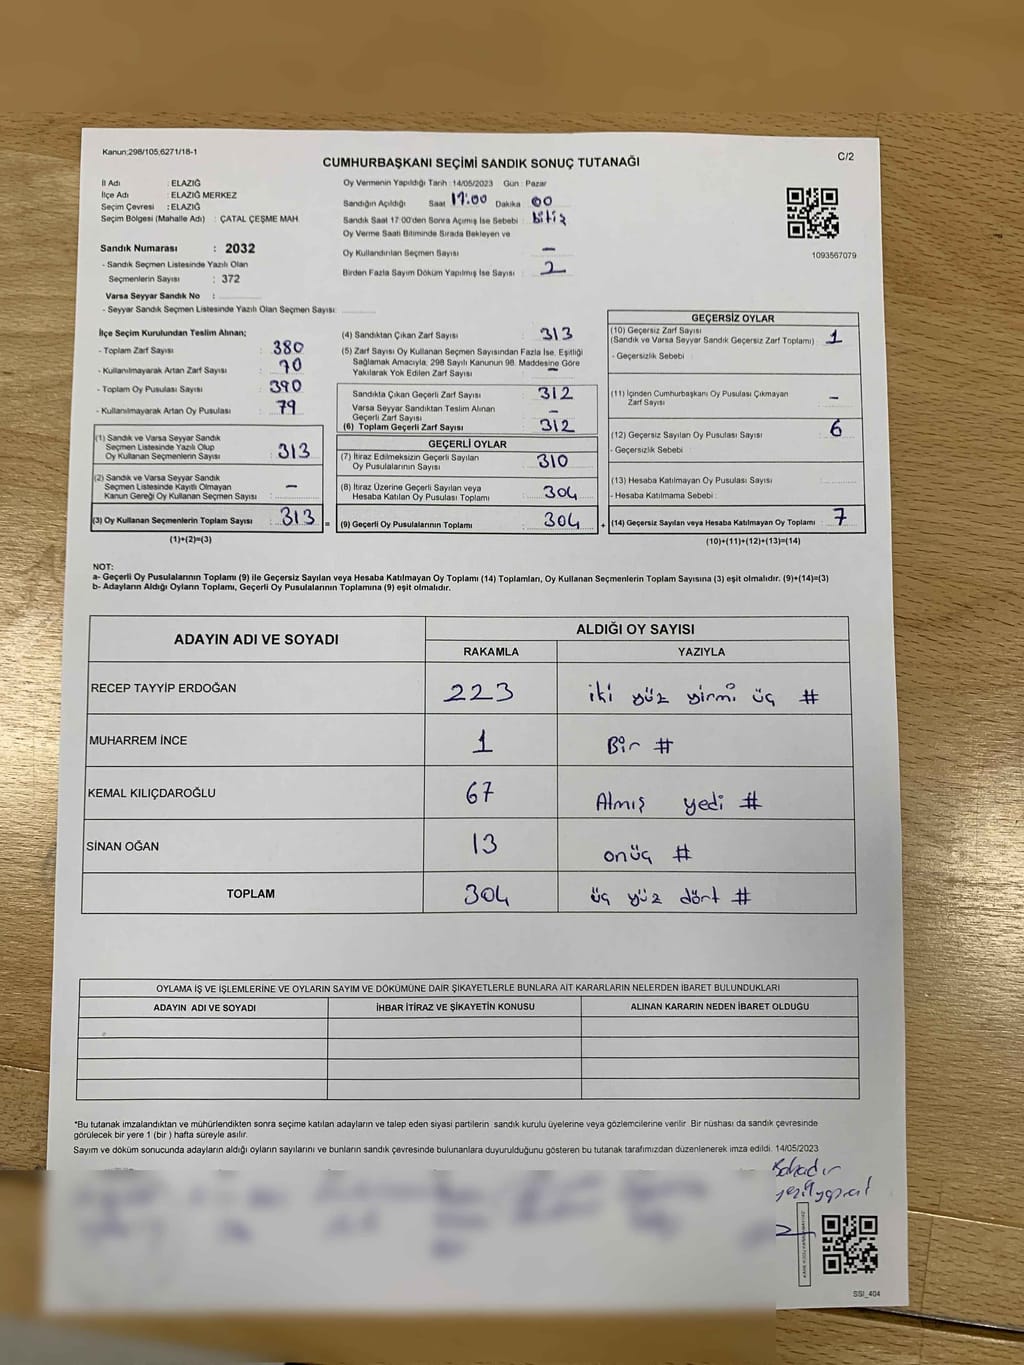 Kanun;298/105,6271/18-1
C/2
CUMHURBAŞKANI SEÇİMİ SANDIK SONUÇ TUTANAĞI
İl Adı : ELAZIĞ
İlçe Adı : ELAZIĞ MERKEZ
Seçim Çevresi : ELAZIĞ
Seçim Bölgesi (Mahalle Adı) : ÇATAL ÇEŞME MAH.
Sandık Numarası : 2032
- Sandık Seçmen Listesinde Yazılı Olan
Seçmenlerin Sayısı : 372
Varsa Seyyar Sandık No :
- Seyyar Sandık Seçmen Listesinde Yazılı Olan Seçmen Sayısı:
Oy Vermenin Yapıldığı Tarih :14/05/2023 Gün : Pazar
Sandığın Açıldığı Saat 17:00 Dakika 00
Sandık Saat 17:00'den Sonra Açımış İse Sebebi : Bitiş
Oy Verme Saati Bitiminde Sırada Bekleyen ve
Oy Kullandırılan Seçmen Sayısı : –
Birden Fazla Sayım Döküm Yapılmış İse Sayısı : 2
1093567079
İlçe Seçim Kurulundan Teslim Alınan;
- Toplam Zarf Sayısı : 380
- Kullanılmayarak Artan Zarf Sayısı : 70
- Toplam Oy Pusulası Sayısı : 390
- Kullanılmayarak Artan Oy Pusulası : 79
(1) Sandık ve Varsa Seyyar Sandık
Seçmen Listesinde Yazılı Olup
Oy Kullanan Seçmenlerin Sayısı : 313
(2) Sandık ve Varsa Seyyar Sandık
Seçmen Listesinde Kayıtlı Olmayan
Kanun Gereği Oy Kullanan Seçmen Sayısı : –
(3) Oy Kullanan Seçmenlerin Toplam Sayısı : 313
(1)+(2)=(3)
(4) Sandıktan Çıkan Zarf Sayısı : 313
(5) Zarf Sayısı Oy Kullanan Seçmen Sayısından Fazla İse, Eşitliği
Sağlamak Amacıyla, 298 Sayılı Kanunun 98. Maddesine Göre
Yakılarak Yok Edilen Zarf Sayısı : –
Sandıkta Çıkan Geçerli Zarf Sayısı : 312
Varsa Seyyar Sandıktan Teslim Alınan
Geçerli Zarf Sayısı : –
(6) Toplam Geçerli Zarf Sayısı : 312
GEÇERLİ OYLAR
(7) İtiraz Edilmeksizin Geçerli Sayılan
Oy Pusulalarının Sayısı : 310
(8) İtiraz Üzerine Geçerli Sayılan veya
Hesaba Katılan Oy Pusulası Toplamı : 304
= (9) Geçerli Oy Pusulalarının Toplamı : 304 +
GEÇERSİZ OYLAR
(10) Geçersiz Zarf Sayısı
(Sandık ve Varsa Seyyar Sandık Geçersiz Zarf Toplamı) : 1
- Geçersizlik Sebebi :
(11) İçinden Cumhurbaşkanı Oy Pusulası Çıkmayan
Zarf Sayısı : –
(12) Geçersiz Sayılan Oy Pusulası Sayısı : 6
- Geçersizlik Sebebi :
(13) Hesaba Katılmayan Oy Pusulası Sayısı :
- Hesaba Katılmama Sebebi :
(14) Geçersiz Sayılan veya Hesaba Katılmayan Oy Toplamı : 7
(10)+(11)+(12)+(13)=(14)
NOT:
a- Geçerli Oy Pusulalarının Toplamı (9) ile Geçersiz Sayılan veya Hesaba Katılmayan Oy Toplamı (14) Toplamları, Oy Kullanan Seçmenlerin Toplam Sayısına (3) eşit olmalıdır. (9)+(14)=(3)
b- Adayların Aldığı Oyların Toplamı, Geçerli Oy Pusulalarının Toplamına (9) eşit olmalıdır.
ADAYIN ADI VE SOYADI ALDIĞI OY SAYISI
RAKAMLA YAZIYLA
RECEP TAYYİP ERDOĞAN 223 iki yüz yirmi üç #
MUHARREM İNCE 1 Bir #
KEMAL KILIÇDAROĞLU 67 Almış yedi #
SİNAN OĞAN 13 onüç #
TOPLAM 304 üç yüz dört #
OYLAMA İŞ VE İŞLEMLERİNE VE OYLARIN SAYIM VE DÖKÜMÜNE DAİR ŞİKAYETLERLE BUNLARA AİT KARARLARIN NELERDEN İBARET BULUNDUKLARI
ADAYIN ADI VE SOYADI İHBAR İTİRAZ VE ŞİKAYETİN KONUSU ALINAN KARARIN NEDEN İBARET OLDUĞU
*Bu tutanak imzalandıktan ve mühürlendikten sonra seçime katılan adayların ve talep eden siyasi partilerin sandık kurulu üyelerine veya gözlemcilerine verilir. Bir nüshası da sandık çevresinde
görülecek bir yere 1 (bir ) hafta süreyle asılır.
Sayım ve döküm sonucunda adayların aldığı oyların sayılarını ve bunların sandık çevresinde bulunanlara duyurulduğunu gösteren bu tutanak tarafımızdan düzenlenerek imza edildi. 14/05/2023
Bahadır
SSI_404